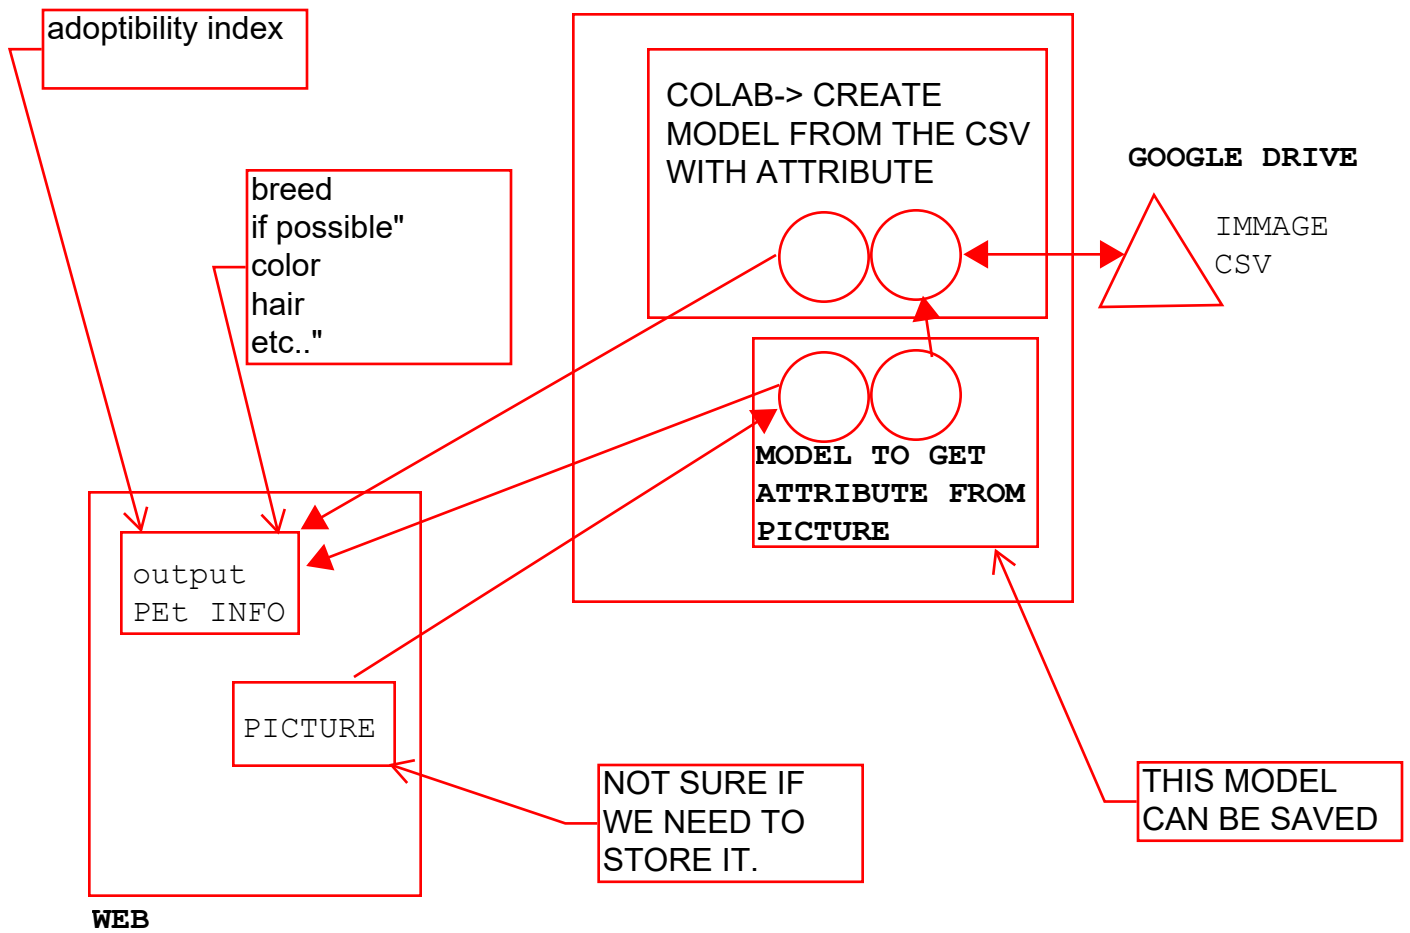 adoptibility index
COLAB-> CREATE
MODEL FROM THE CSV
WITH ATTRIBUTE
GOOGLE DRIVE
IMMAGE
CSV
breed
if possible"
color
hair
etc.."
MODEL TO GET
ATTRIBUTE FROM
PICTURE
output
PEt INFO
PICTURE
NOT SURE IF
WE NEED TO
STORE IT.
THIS MODEL
CAN BE SAVED
WEB